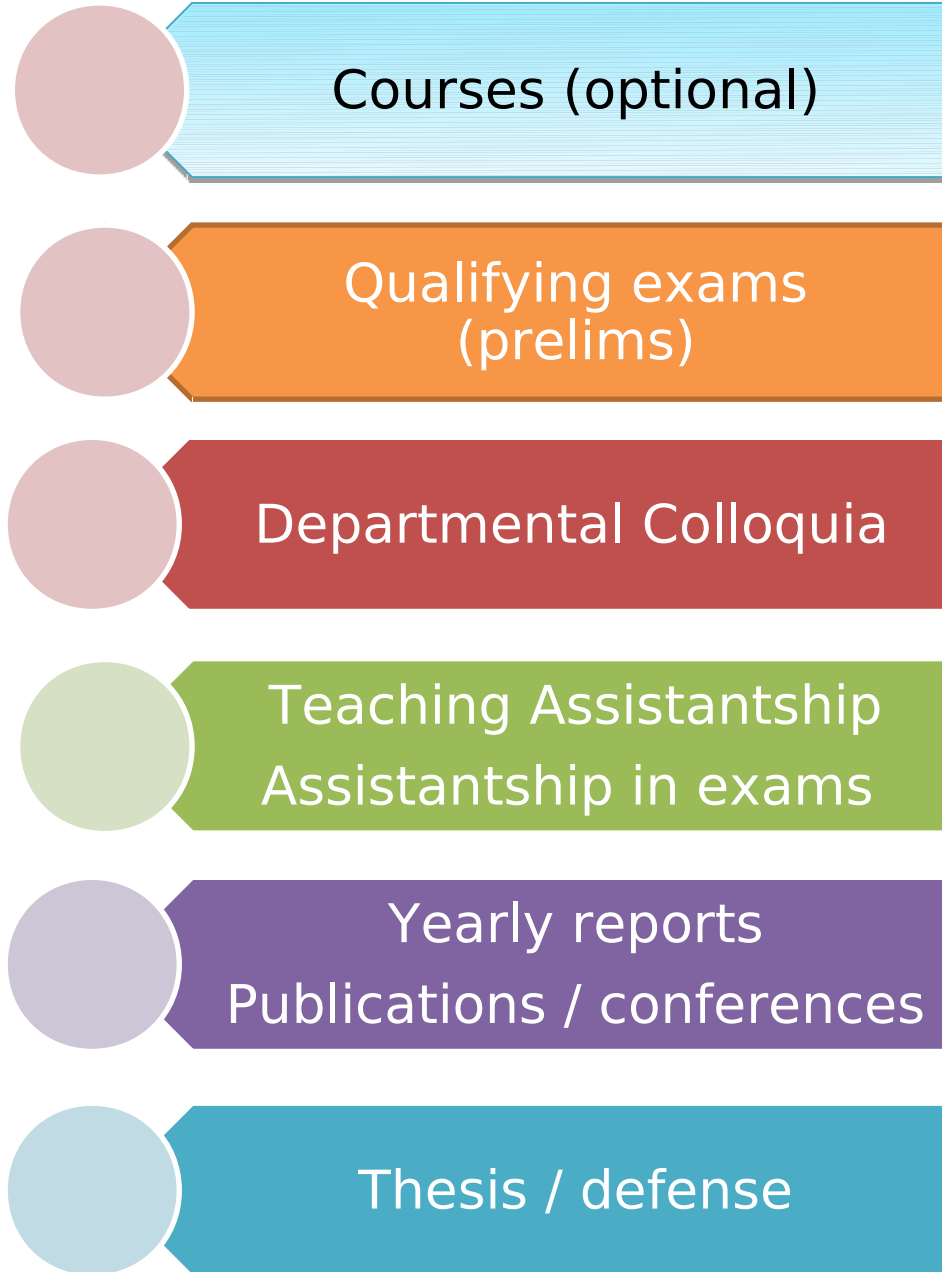 Courses (optional)
Qualifying exams
(prelims)
Departmental Colloquia
Teaching Assistantship
Assistantship in exams
Yearly reports
Publications / conferences
Thesis / defense